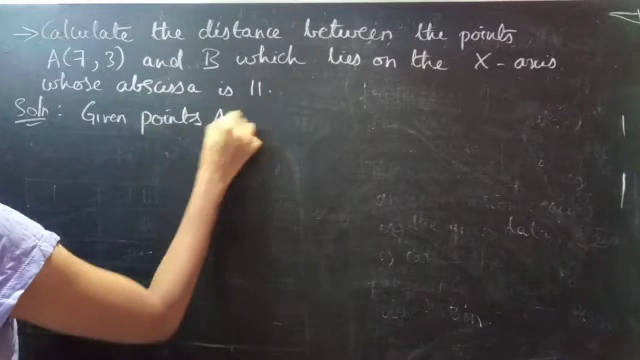 → Calculate the distance between the points
A(7,3) and B which lies on the X-axis
whose abscissa is 11.
Soln: Given points
data